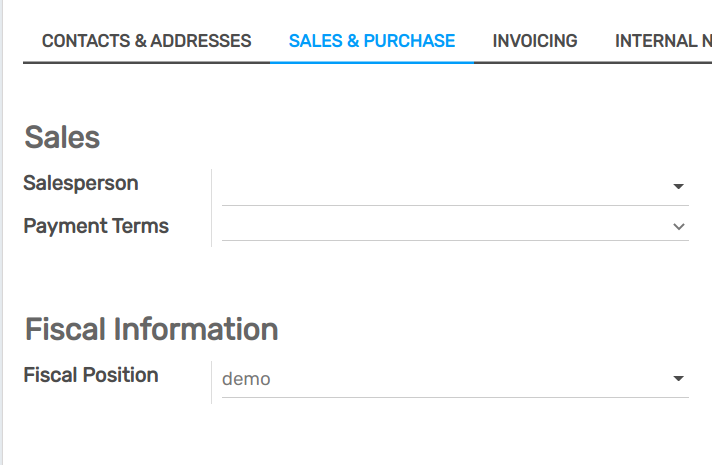 CONTACTS & ADDRESSES SALES & PURCHASE INVOICING INTERNAL N
Sales
Salesperson
Payment Terms
Fiscal Information
Fiscal Position demo